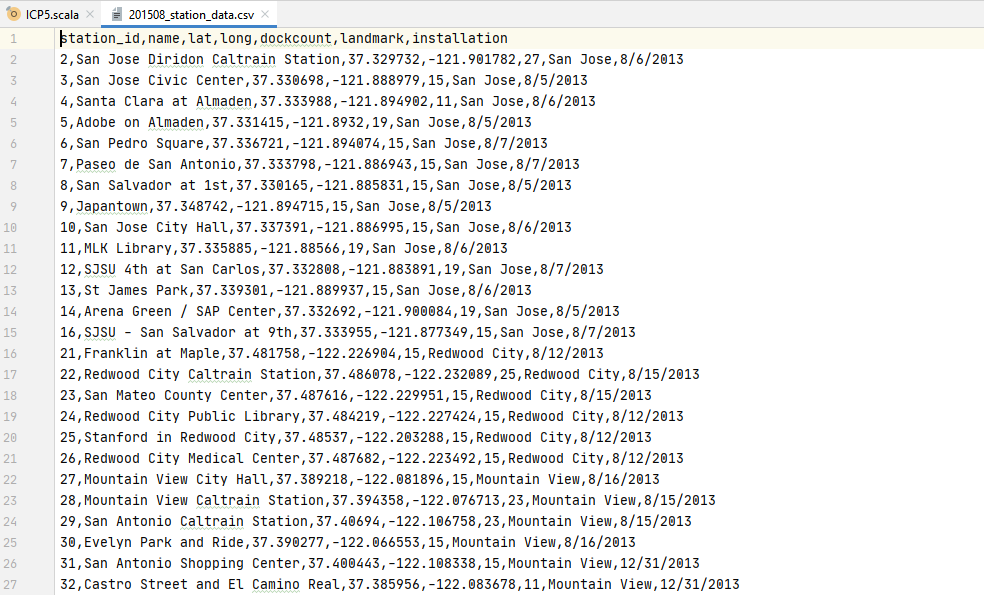 ICP5.scala 201508_station_data.csv
1 station_id,name,lat,long,dockcount,landmark,installation
2 2,San Jose Diridon Caltrain Station,37.329732,-121.901782,27,San Jose,8/6/2013
3 3,San Jose Civic Center,37.330698,-121.888979,15,San Jose,8/5/2013
4 4,Santa Clara at Almaden,37.333988,-121.894902,11,San Jose,8/6/2013
5 5,Adobe on Almaden,37.331415,-121.8932,19,San Jose,8/5/2013
6 6,San Pedro Square,37.336721,-121.894074,15,San Jose,8/7/2013
7 7,Paseo de San Antonio,37.333798,-121.886943,15,San Jose,8/7/2013
8 8,San Salvador at 1st,37.330165,-121.885831,15,San Jose,8/5/2013
9 9,Japantown,37.348742,-121.894715,15,San Jose,8/5/2013
10 10,San Jose City Hall,37.337391,-121.886995,15,San Jose,8/6/2013
11 11,MLK Library,37.335885,-121.88566,19,San Jose,8/6/2013
12 12,SJSU 4th at San Carlos,37.332808,-121.883891,19,San Jose,8/7/2013
13 13,St James Park,37.339301,-121.889937,15,San Jose,8/6/2013
14 14,Arena Green / SAP Center,37.332692,-121.900084,19,San Jose,8/5/2013
15 16,SJSU - San Salvador at 9th,37.333955,-121.877349,15,San Jose,8/7/2013
16 21,Franklin at Maple,37.481758,-122.226904,15,Redwood City,8/12/2013
17 22,Redwood City Caltrain Station,37.486078,-122.232089,25,Redwood City,8/15/2013
18 23,San Mateo County Center,37.487616,-122.229951,15,Redwood City,8/15/2013
19 24,Redwood City Public Library,37.484219,-122.227424,15,Redwood City,8/12/2013
20 25,Stanford in Redwood City,37.48537,-122.203288,15,Redwood City,8/12/2013
21 26,Redwood City Medical Center,37.487682,-122.223492,15,Redwood City,8/12/2013
22 27,Mountain View City Hall,37.389218,-122.081896,15,Mountain View,8/16/2013
23 28,Mountain View Caltrain Station,37.394358,-122.076713,23,Mountain View,8/15/2013
24 29,San Antonio Caltrain Station,37.40694,-122.106758,23,Mountain View,8/15/2013
25 30,Evelyn Park and Ride,37.390277,-122.066553,15,Mountain View,8/16/2013
26 31,San Antonio Shopping Center,37.400443,-122.108338,15,Mountain View,12/31/2013
27 32,Castro Street and El Camino Real,37.385956,-122.083678,11,Mountain View,12/31/2013